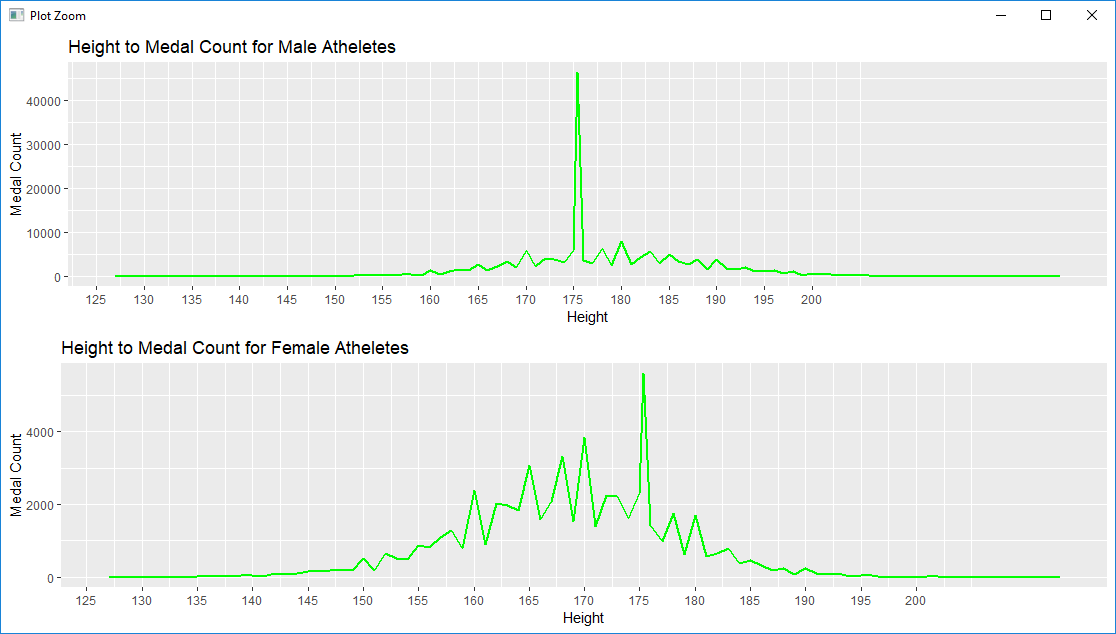 Plot Zoom
Height to Medal Count for Male Atheletes
Medal Count
40000
30000
20000
10000
0
125 130 135 140 145 150 155 160 165 170 175 180 185 190 195 200
Height
Height to Medal Count for Female Atheletes
Medal Count
4000
2000
0
125 130 135 140 145 150 155 160 165 170 175 180 185 190 195 200
Height